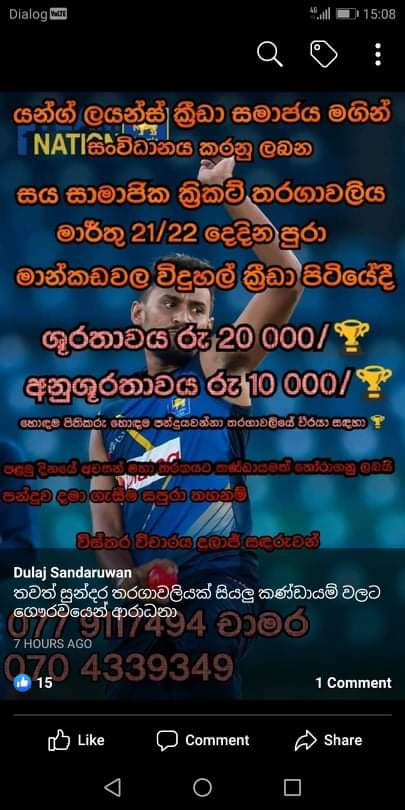 Dialog VoLTE 4G 15:08
යන්ග් ලයන්ස් ක්‍රීඩා සමාජය මගින්
NATION
සංවිධානය කරනු ලබන
සය සාමාජික ක්‍රිකට් තරගාවලිය
මාර්තු 21/22 දෙදින පුරා
මාන්කඩවල විදුහල් ක්‍රීඩා පිටියේදී
ශූරතාවය රු 20 000/🏆
අනුශූරතාවය රු 10 000/🏆
හොඳම පිතිකරු හොඳම පන්දුයවන්නා තරගාවලියේ වීරයා සඳහා 🏆
පළමු දිනයේ අවසන් මහා තරගයට කණ්ඩායමක් තෝරාගනු ලබයි
පන්දුව දමා ගැසීම සපුරා තහනම්
විස්තර විචාරය දුලාජ් සඳරුවන්
Dulaj Sandaruwan
තවත් සුන්දර තරගාවලියක් සියලු කණ්ඩායම් වලට
ගෞරවයෙන් ආරාධනා
077 9117494 චාමර
7 HOURS AGO
070 4339349
15
1 Comment
Like
Comment
Share